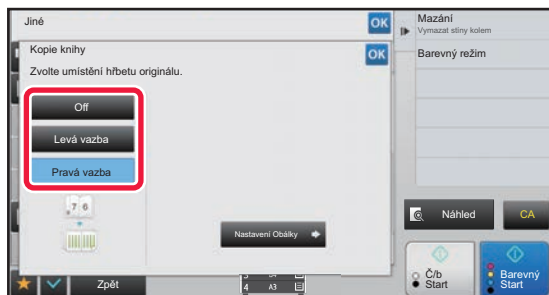 Jiné
OK
Kopie knihy
OK
Zvolte umístění hřbetu originálu.
Off
Levá vazba
Pravá vazba
7 6
Nastavení Obálky
Zpět
4 A3
Mazání
Vymazat stíny kolem
Barevný režim
Náhled
CA
Č/b
Start
Barevný
Start